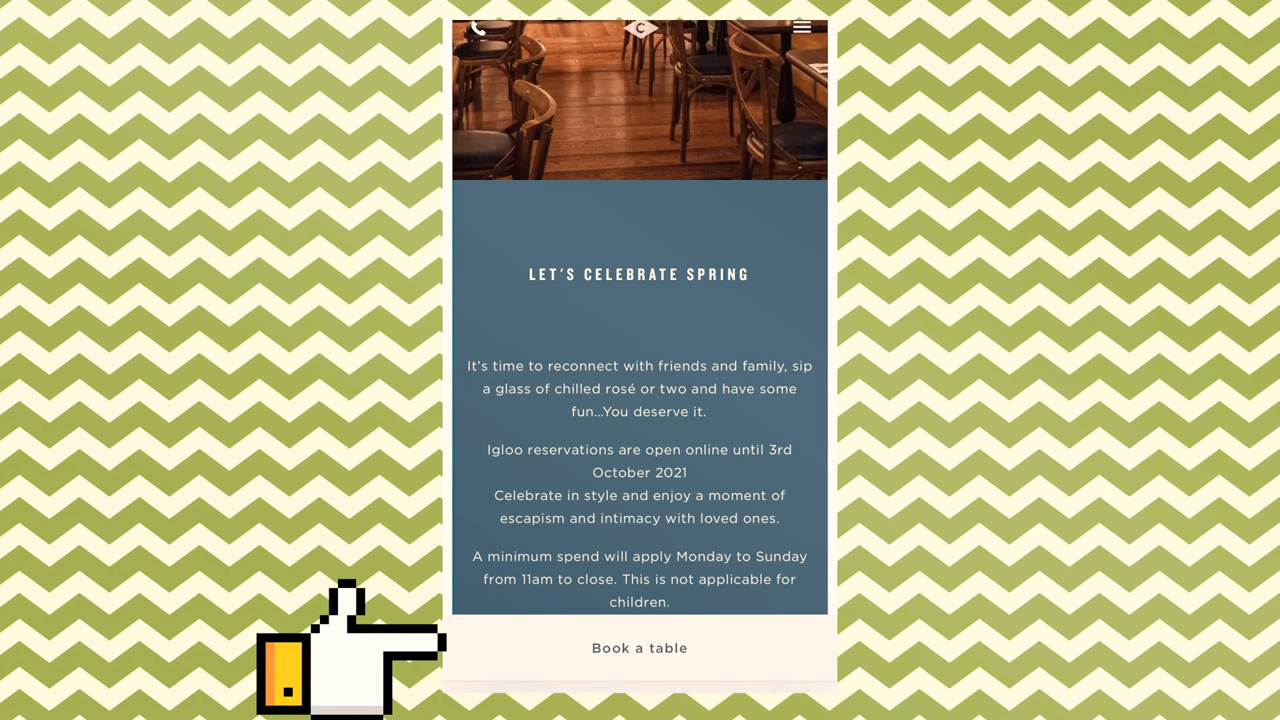 C
LET'S CELEBRATE SPRING
It's time to reconnect with friends and family, sip
a glass of chilled rosé or two and have some
fun...You deserve it.
Igloo reservations are open online until 3rd
October 2021
Celebrate in style and enjoy a moment of
escapism and intimacy with loved ones.
A minimum spend will apply Monday to Sunday
from 11am to close. This is not applicable for
children.
Book a table